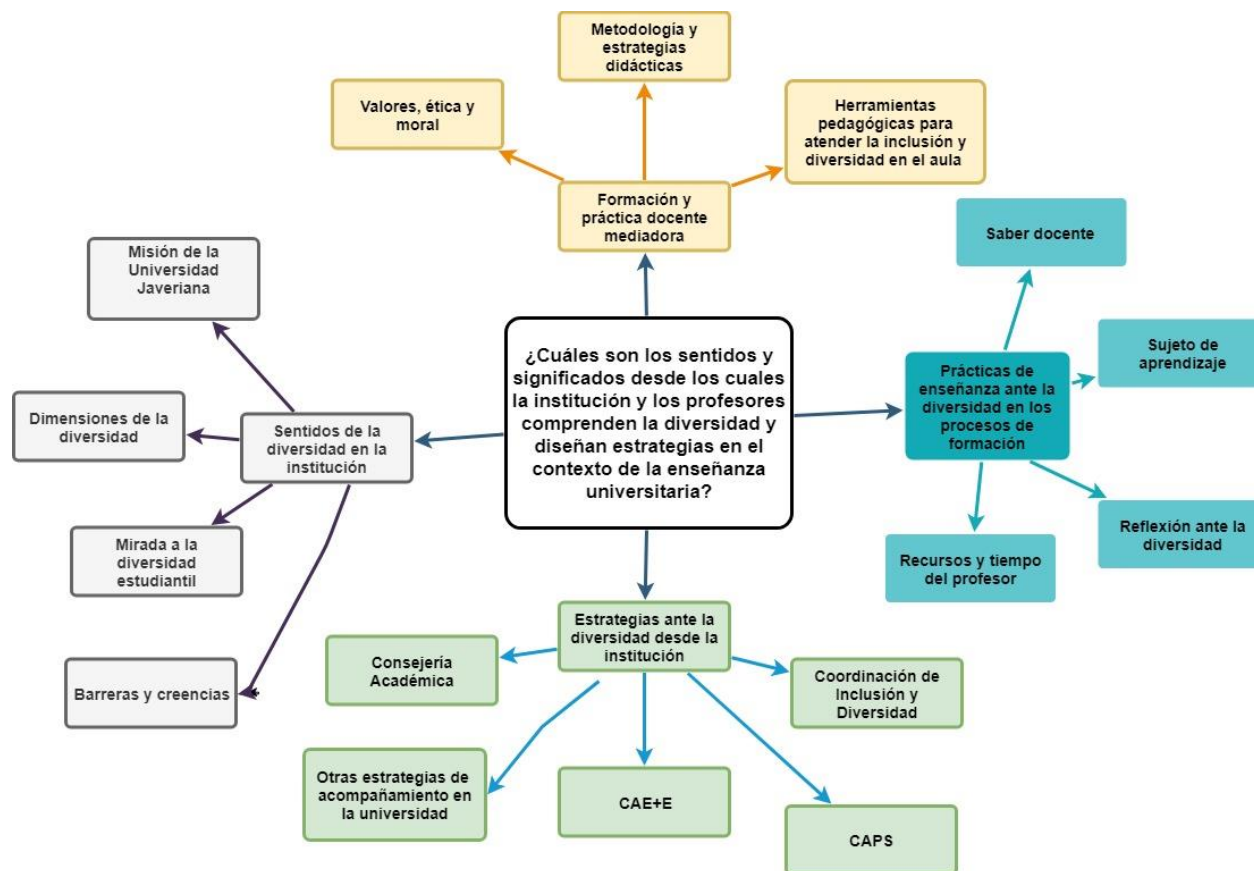 Metodología y
estrategias
didácticas
Valores, ética y
moral
Herramientas
pedagógicas para
atender la inclusión y
diversidad en el aula
Formación y
práctica docente
mediadora
Saber docente
Misión de la
Universidad
Javeriana
Sujeto de
aprendizaje
¿Cuáles son los sentidos y
significados desde los cuales
la institución y los profesores
comprenden la diversidad y
diseñan estrategias en el
contexto de la enseñanza
universitaria?
Prácticas de
enseñanza ante la
diversidad en los
procesos de
formación
Dimensiones de la
diversidad
Sentidos de la
diversidad en la
institución
Mirada a la
diversidad
estudiantil
Reflexión ante la
diversidad
Recursos y tiempo
del profesor
Estrategias ante la
diversidad desde la
institución
Consejería
Académica
Barreras y creencias
Coordinación de
Inclusión y
Diversidad
Otras estrategias de
acompañamiento en
la universidad
CAE+E
CAPS